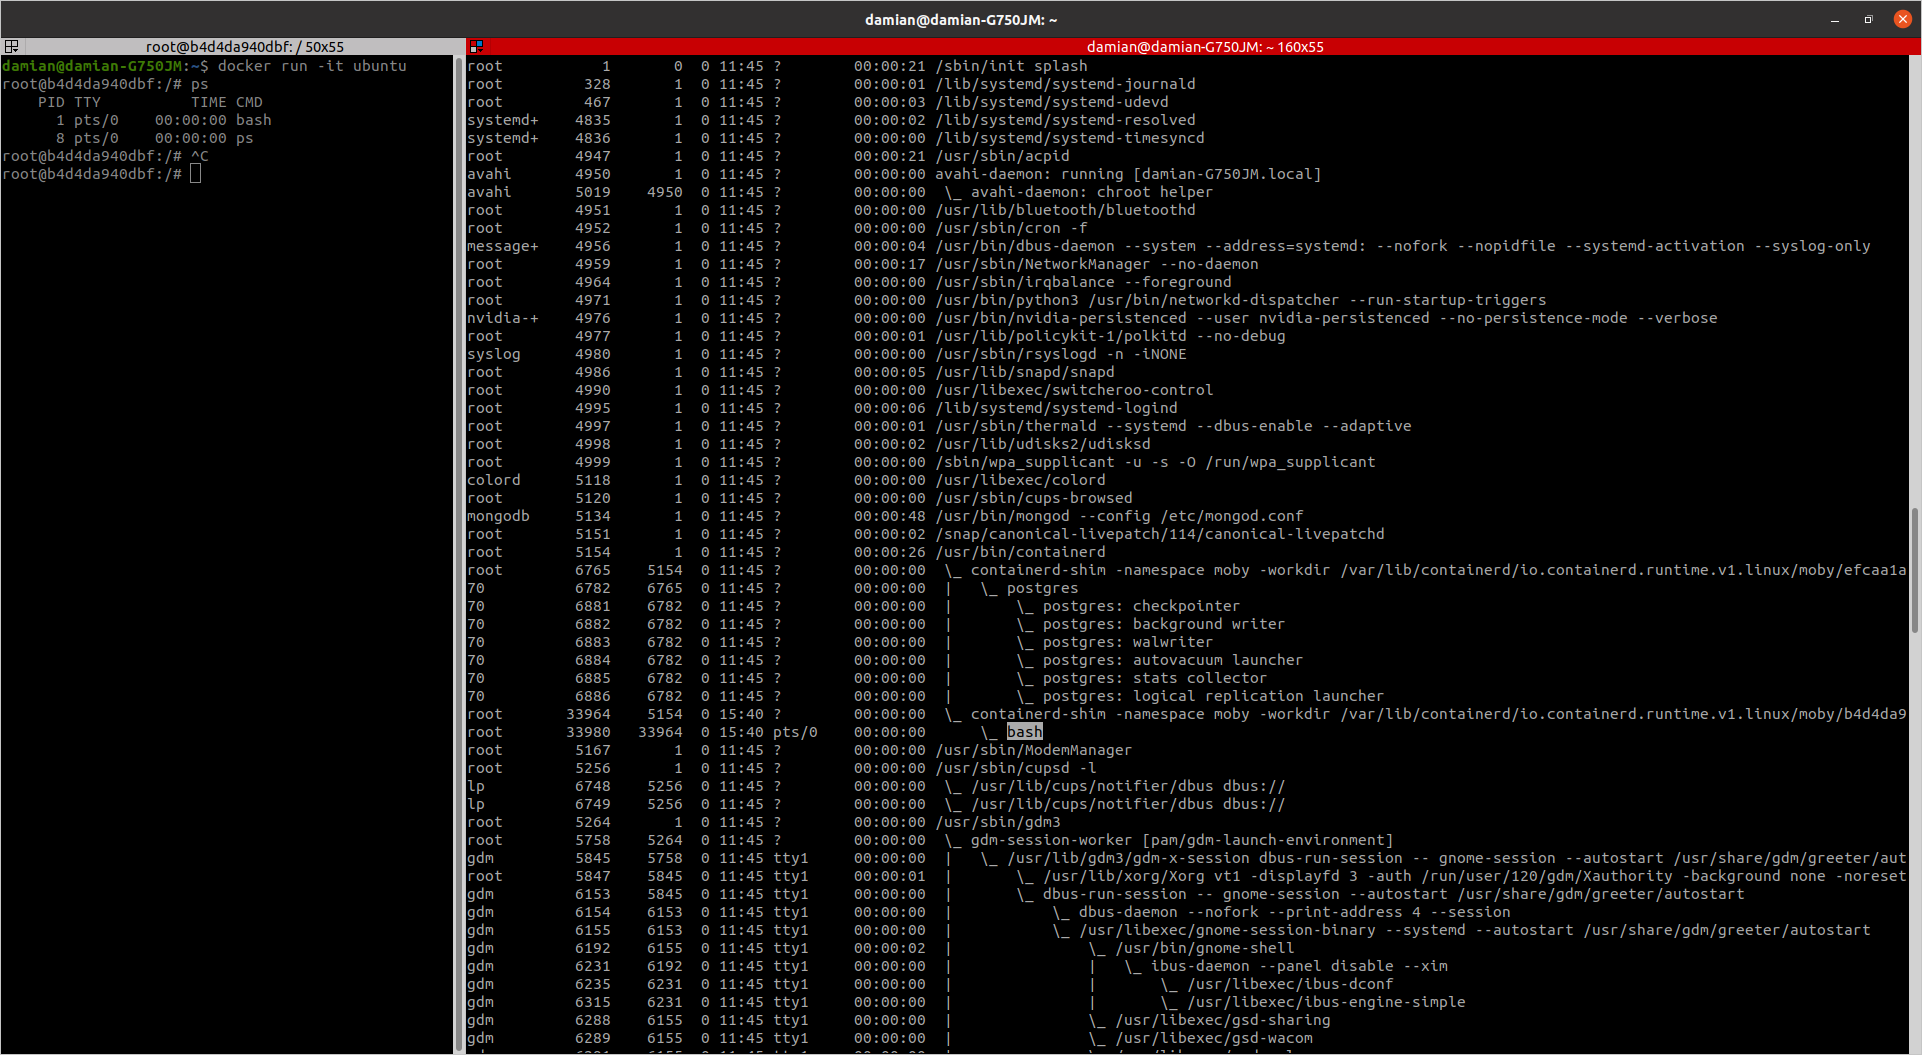 damian@damian-G750JM: ~
root@b4d4da940dbf: / 50x55
damian@damian-G750JM:~$ docker run -it ubuntu
root@b4d4da940dbf:/# ps
    PID TTY          TIME CMD
      1 pts/0    00:00:00 bash
      8 pts/0    00:00:00 ps
root@b4d4da940dbf:/# ^C
root@b4d4da940dbf:/#
damian@damian-G750JM: ~ 160x55
root        1       0  0 11:45 ?        00:00:21 /sbin/init splash
root      328       1  0 11:45 ?        00:00:01 /lib/systemd/systemd-journald
root      467       1  0 11:45 ?        00:00:03 /lib/systemd/systemd-udevd
systemd+    4835       1  0 11:45 ?        00:00:02 /lib/systemd/systemd-resolved
systemd+    4836       1  0 11:45 ?        00:00:00 /lib/systemd/systemd-timesyncd
root        4947       1  0 11:45 ?        00:00:21 /usr/sbin/acpid
avahi       4950       1  0 11:45 ?        00:00:00 avahi-daemon: running [damian-G750JM.local]
avahi       5019    4950  0 11:45 ?        00:00:00  \_ avahi-daemon: chroot helper
root        4951       1  0 11:45 ?        00:00:00 /usr/lib/bluetooth/bluetoothd
root        4952       1  0 11:45 ?        00:00:00 /usr/sbin/cron -f
message+    4956       1  0 11:45 ?        00:00:04 /usr/bin/dbus-daemon --system --address=systemd: --nofork --nopidfile --systemd-activation --syslog-only
root        4959       1  0 11:45 ?        00:00:17 /usr/sbin/NetworkManager --no-daemon
root        4964       1  0 11:45 ?        00:00:00 /usr/sbin/irqbalance --foreground
root        4971       1  0 11:45 ?        00:00:00 /usr/bin/python3 /usr/bin/networkd-dispatcher --run-startup-triggers
nvidia-+    4976       1  0 11:45 ?        00:00:00 /usr/bin/nvidia-persistenced --user nvidia-persistenced --no-persistence-mode --verbose
root        4977       1  0 11:45 ?        00:00:01 /usr/lib/policykit-1/polkitd --no-debug
syslog      4980       1  0 11:45 ?        00:00:00 /usr/sbin/rsyslogd -n -iNONE
root        4986       1  0 11:45 ?        00:00:05 /usr/lib/snapd/snapd
root        4990       1  0 11:45 ?        00:00:00 /usr/libexec/switcheroo-control
root        4995       1  0 11:45 ?        00:00:06 /lib/systemd/systemd-logind
root        4997       1  0 11:45 ?        00:00:01 /usr/sbin/thermald --systemd --dbus-enable --adaptive
root        4998       1  0 11:45 ?        00:00:02 /usr/lib/udisks2/udisksd
root        4999       1  0 11:45 ?        00:00:00 /sbin/wpa_supplicant -u -s -O /run/wpa_supplicant
colord      5118       1  0 11:45 ?        00:00:00 /usr/libexec/colord
root        5120       1  0 11:45 ?        00:00:00 /usr/sbin/cups-browsed
mongodb     5134       1  0 11:45 ?        00:00:48 /usr/bin/mongod --config /etc/mongod.conf
root        5151       1  0 11:45 ?        00:00:02 /snap/canonical-livepatch/114/canonical-livepatchd
root        5154       1  0 11:45 ?        00:00:26 /usr/bin/containerd
root        6765    5154  0 11:45 ?        00:00:00  \_ containerd-shim -namespace moby -workdir /var/lib/containerd/io.containerd.runtime.v1.linux/moby/efcaa1a
70          6782    6765  0 11:45 ?        00:00:00  |   \_ postgres
70          6881    6782  0 11:45 ?        00:00:00  |       \_ postgres: checkpointer
70          6882    6782  0 11:45 ?        00:00:00  |       \_ postgres: background writer
70          6883    6782  0 11:45 ?        00:00:00  |       \_ postgres: walwriter
70          6884    6782  0 11:45 ?        00:00:00  |       \_ postgres: autovacuum launcher
70          6885    6782  0 11:45 ?        00:00:00  |       \_ postgres: stats collector
70          6886    6782  0 11:45 ?        00:00:00  |       \_ postgres: logical replication launcher
root       33964    5154  0 15:40 ?        00:00:00  \_ containerd-shim -namespace moby -workdir /var/lib/containerd/io.containerd.runtime.v1.linux/moby/b4d4da9
root       33980   33964  0 15:40 pts/0    00:00:00      \_ bash
root        5167       1  0 11:45 ?        00:00:00 /usr/sbin/ModemManager
root        5256       1  0 11:45 ?        00:00:00 /usr/sbin/cupsd -l
lp          6748    5256  0 11:45 ?        00:00:00  \_ /usr/lib/cups/notifier/dbus dbus://
lp          6749    5256  0 11:45 ?        00:00:00  \_ /usr/lib/cups/notifier/dbus dbus://
root        5264       1  0 11:45 ?        00:00:00 /usr/sbin/gdm3
root        5758    5264  0 11:45 ?        00:00:00  \_ gdm-session-worker [pam/gdm-launch-environment]
gdm         5845    5758  0 11:45 tty1     00:00:00  |   \_ /usr/lib/gdm3/gdm-x-session dbus-run-session -- gnome-session --autostart /usr/share/gdm/greeter/aut
root        5847    5845  0 11:45 tty1     00:00:01  |       \_ /usr/lib/xorg/Xorg vt1 -displayfd 3 -auth /run/user/120/gdm/Xauthority -background none -noreset
gdm         6153    5845  0 11:45 tty1     00:00:00  |       \_ dbus-run-session -- gnome-session --autostart /usr/share/gdm/greeter/autostart
gdm         6154    6153  0 11:45 tty1     00:00:00  |           \_ dbus-daemon --nofork --print-address 4 --session
gdm         6155    6153  0 11:45 tty1     00:00:00  |           \_ /usr/libexec/gnome-session-binary --systemd --autostart /usr/share/gdm/greeter/autostart
gdm         6192    6155  0 11:45 tty1     00:00:02  |               \_ /usr/bin/gnome-shell
gdm         6231    6192  0 11:45 tty1     00:00:00  |               |   \_ ibus-daemon --panel disable --xim
gdm         6235    6231  0 11:45 tty1     00:00:00  |               |       \_ /usr/libexec/ibus-dconf
gdm         6315    6231  0 11:45 tty1     00:00:00  |               |       \_ /usr/libexec/ibus-engine-simple
gdm         6288    6155  0 11:45 tty1     00:00:00  |               \_ /usr/libexec/gsd-sharing
gdm         6289    6155  0 11:45 tty1     00:00:00  |               \_ /usr/libexec/gsd-wacom